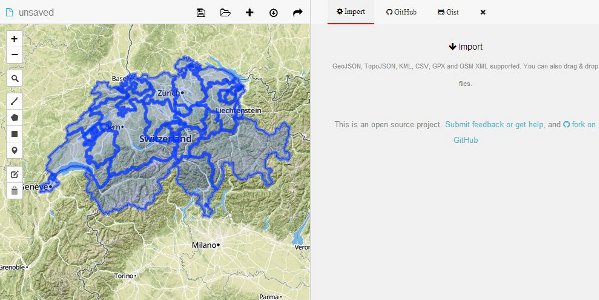 unsaved
Import GitHub Gist
Import
GeoJSON, TopoJSON, KML, CSV, GPX and OSM XML supported. You can also drag & drop
files.
This is an open source project. Submit feedback or get help, and fork on
GitHub
Zurich
Liechtenstein
Switzerland
Milano
Grenoble
Torino
Parma